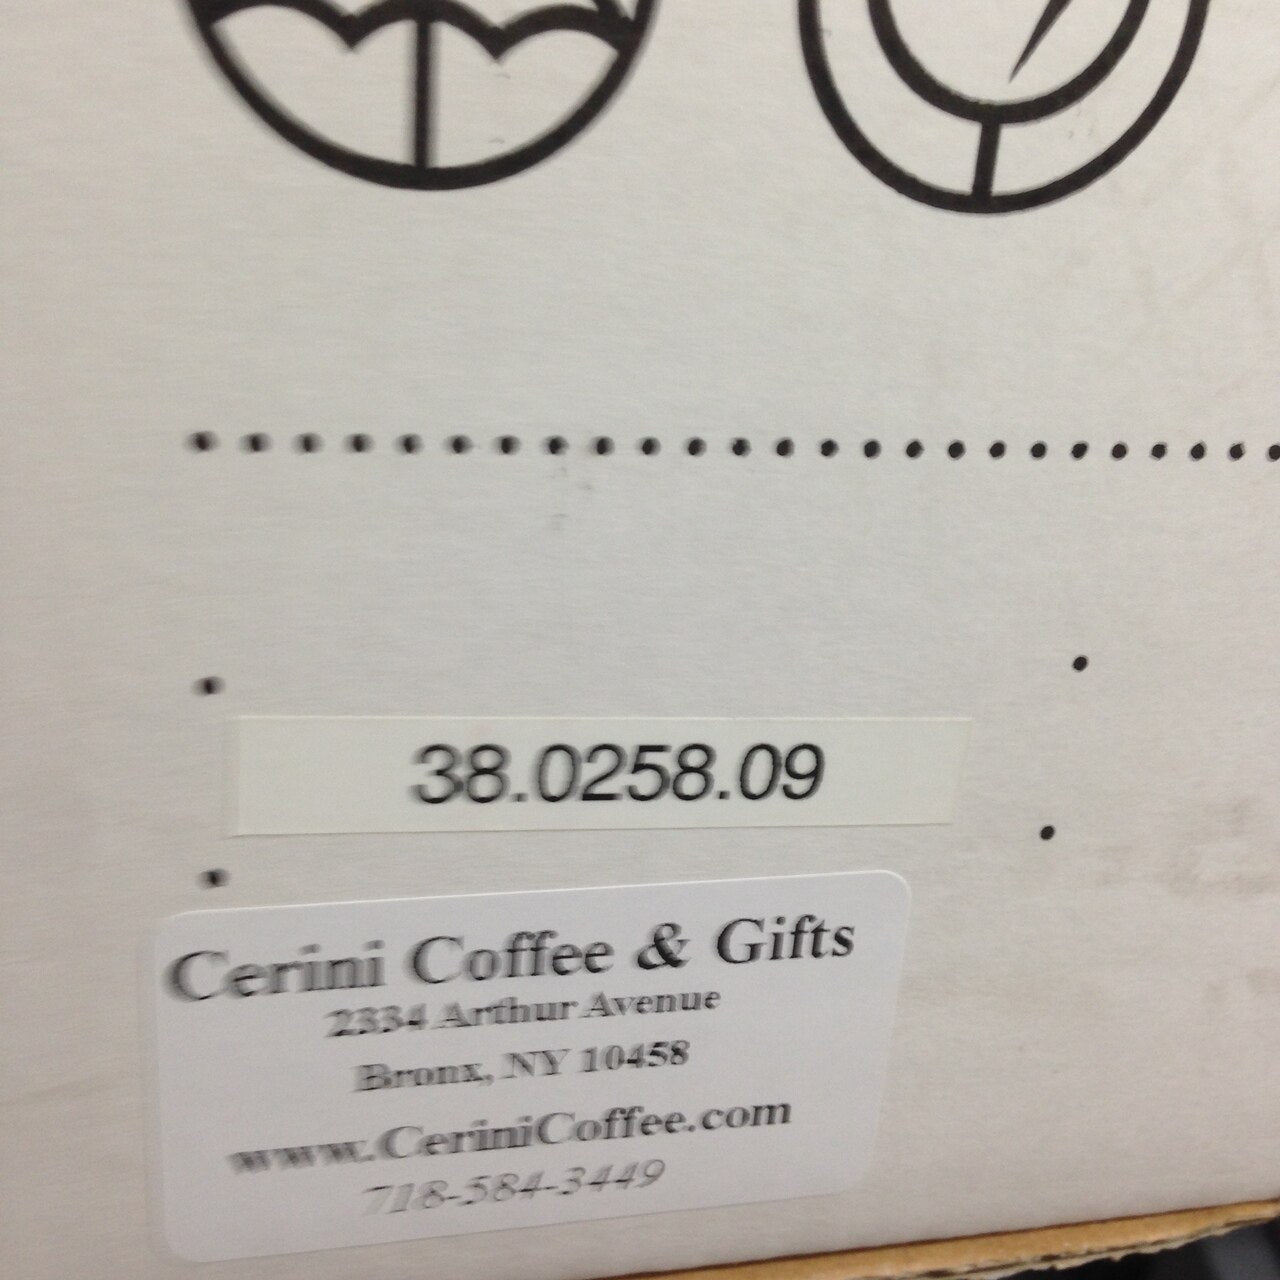 38.0258.09
Cerini Coffee & Gifts
2334 Arthur Avenue
Bronx, NY 10458
www.CeriniCoffee.com
718-584-3449